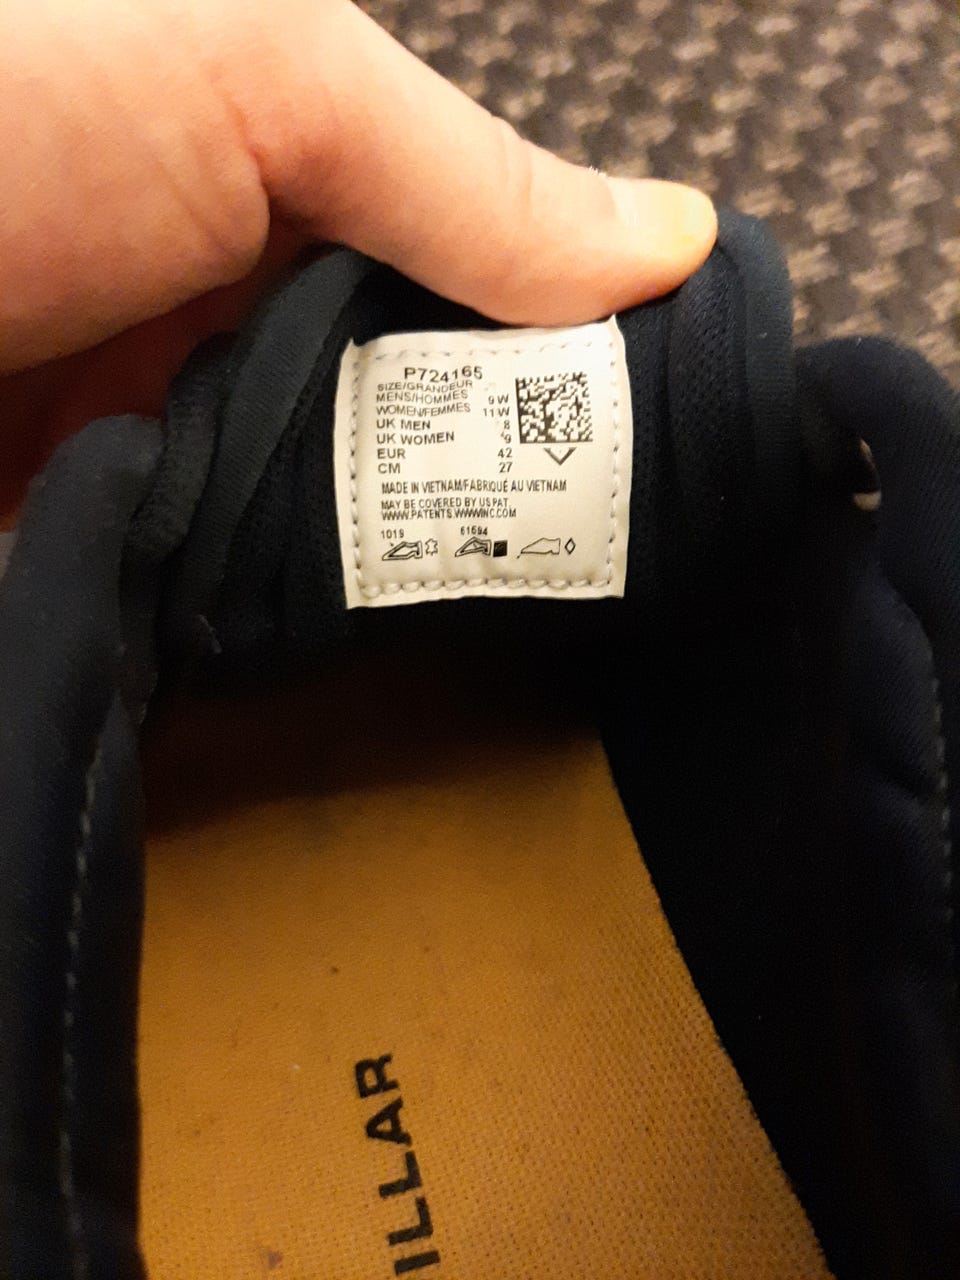 P724165
SIZE/GRANDEUR
MENS/HOMMES 9 W
WOMEN/FEMMES 11 W
UK MEN 8
UK WOMEN 9
EUR 42
CM 27
MADE IN VIETNAM/FABRIQUÉ AU VIETNAM
MAY BE COVERED BY US PAT.
WWW.PATENTS.WWWINC.COM
1019 61694
ILLAR